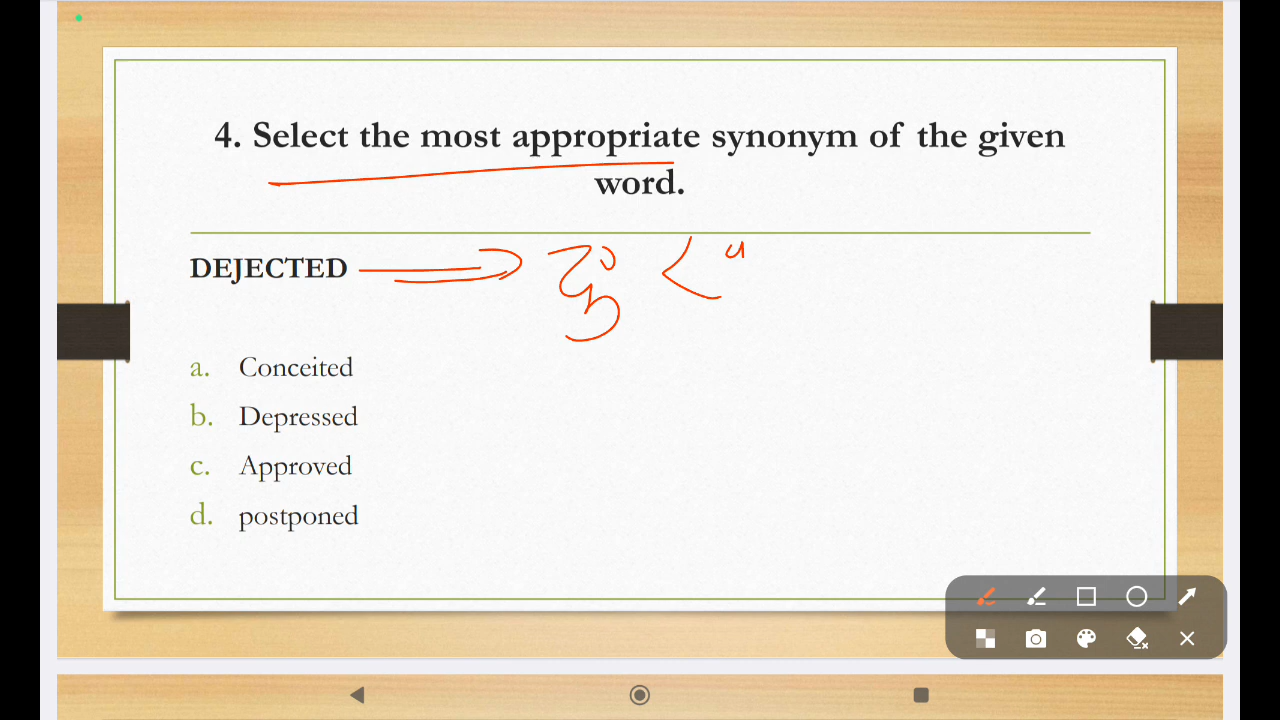 4. Select the most appropriate synonym of the given
word.
DEJECTED
a. Conceited
b. Depressed
c. Approved
d. postponed